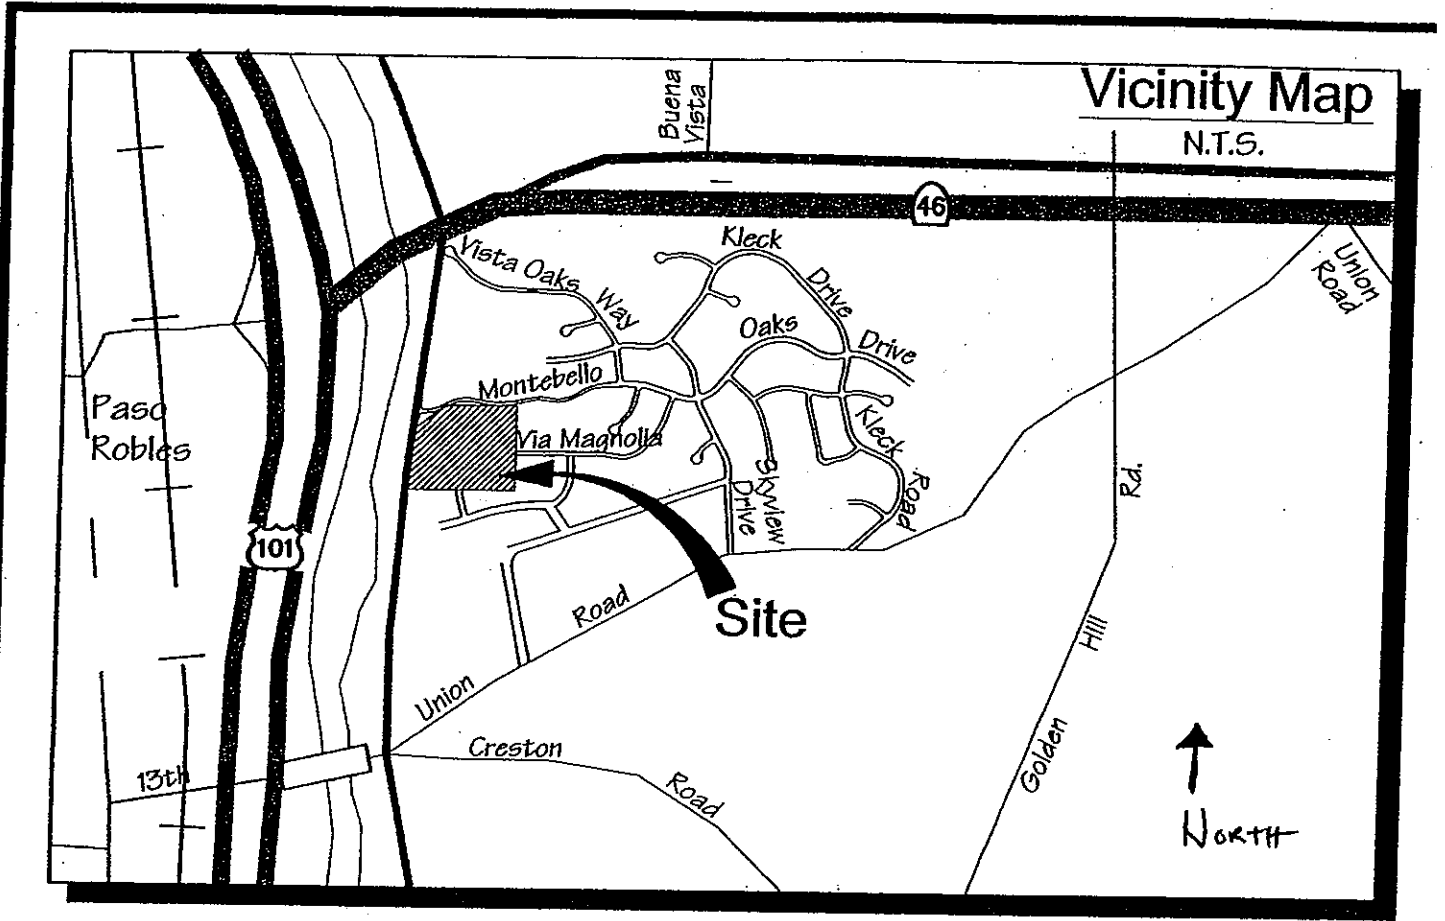 Vicinity Map
N.T.S.
Buena
Vista
46
Vista Oaks
Way
Kleck
Drive
Oaks
Drive
Union
Road
Montebello
Paso
Robles
Via Magnolia
Kleck
Road
Skyview
Drive
Rd.
101
Site
Road
Union
Hill
Golden
Creston
Road
13th
North